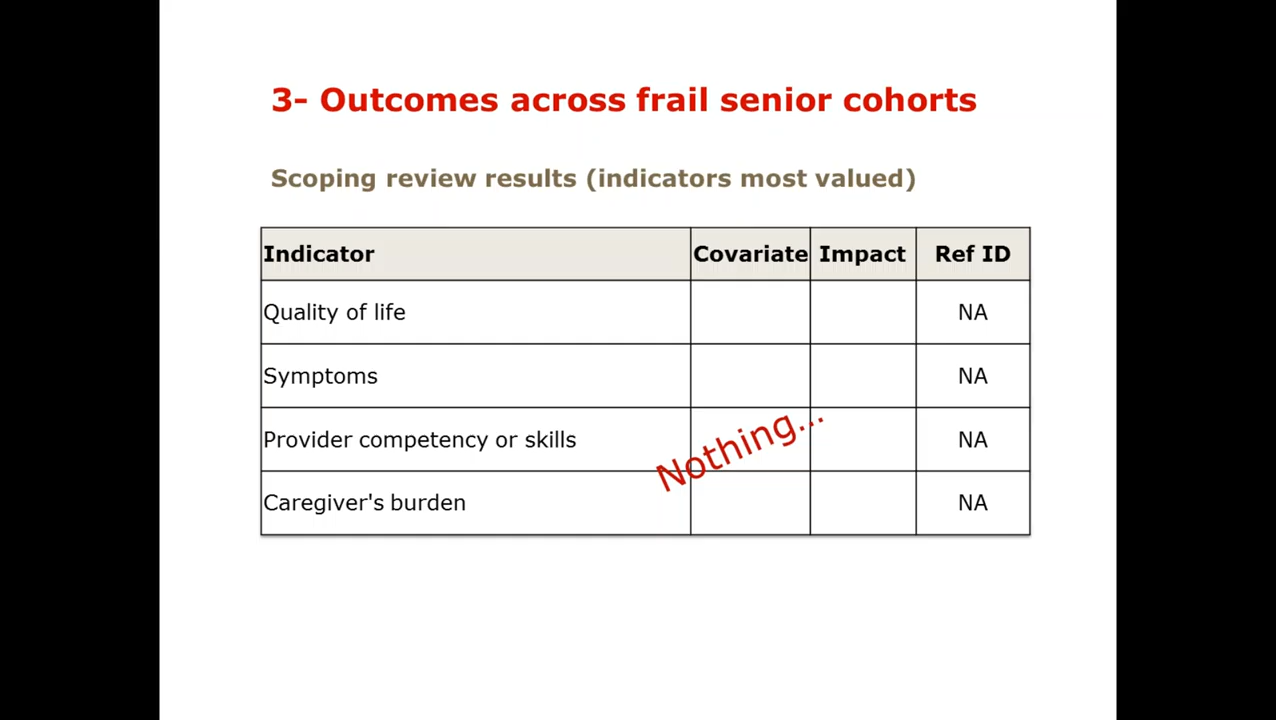 3- Outcomes across frail senior cohorts
Scoping review results (indicators most valued)
Indicator Covariate Impact Ref ID
Quality of life NA
Symptoms NA
Provider competency or skills NA
Nothing...
Caregiver's burden NA